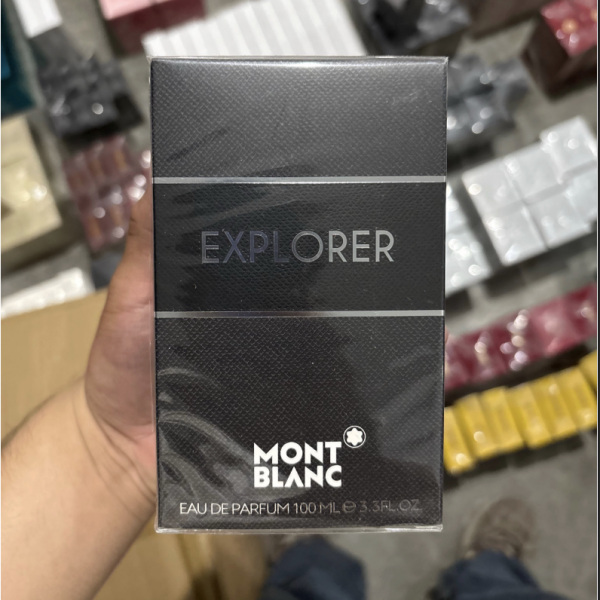 EXPLORER
MONT
BLANC
EAU DE PARFUM 100 ML ℮ 3.3FL.OZ